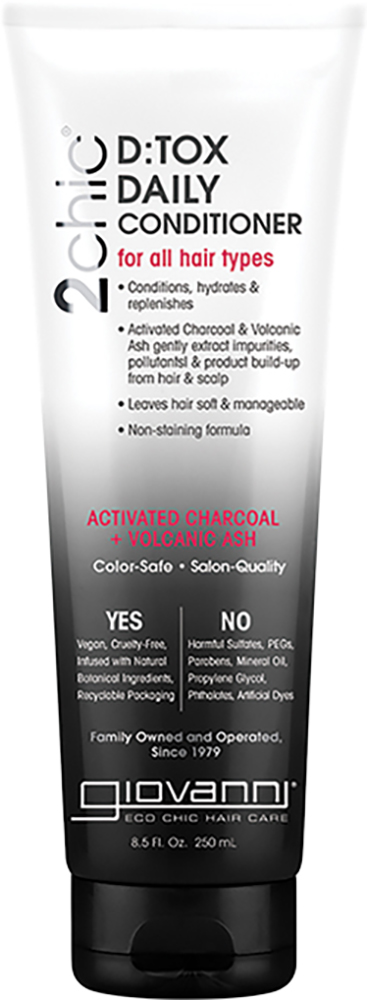 2chic®
D:TOX
DAILY
CONDITIONER
for all hair types
• Conditions, hydrates &
replenishes
• Activated Charcoal & Volcanic
Ash gently extract impurities,
pollutantsl & product build-up
from hair & scalp
• Leaves hair soft & manageable
• Non-staining formula
ACTIVATED CHARCOAL
+ VOLCANIC ASH
Color-Safe • Salon-Quality
YES
Vegan, Cruelty-Free,
Infused with Natural
Botanical Ingredients,
Recyclable Packaging
NO
Harmful Sulfates, PEGs,
Parabens, Mineral Oil,
Propylene Glycol,
Phthalates, Artificial Dyes
Family Owned and Operated,
Since 1979
giovanni®
ECO CHIC HAIR CARE
8.5 Fl. Oz. 250 mL